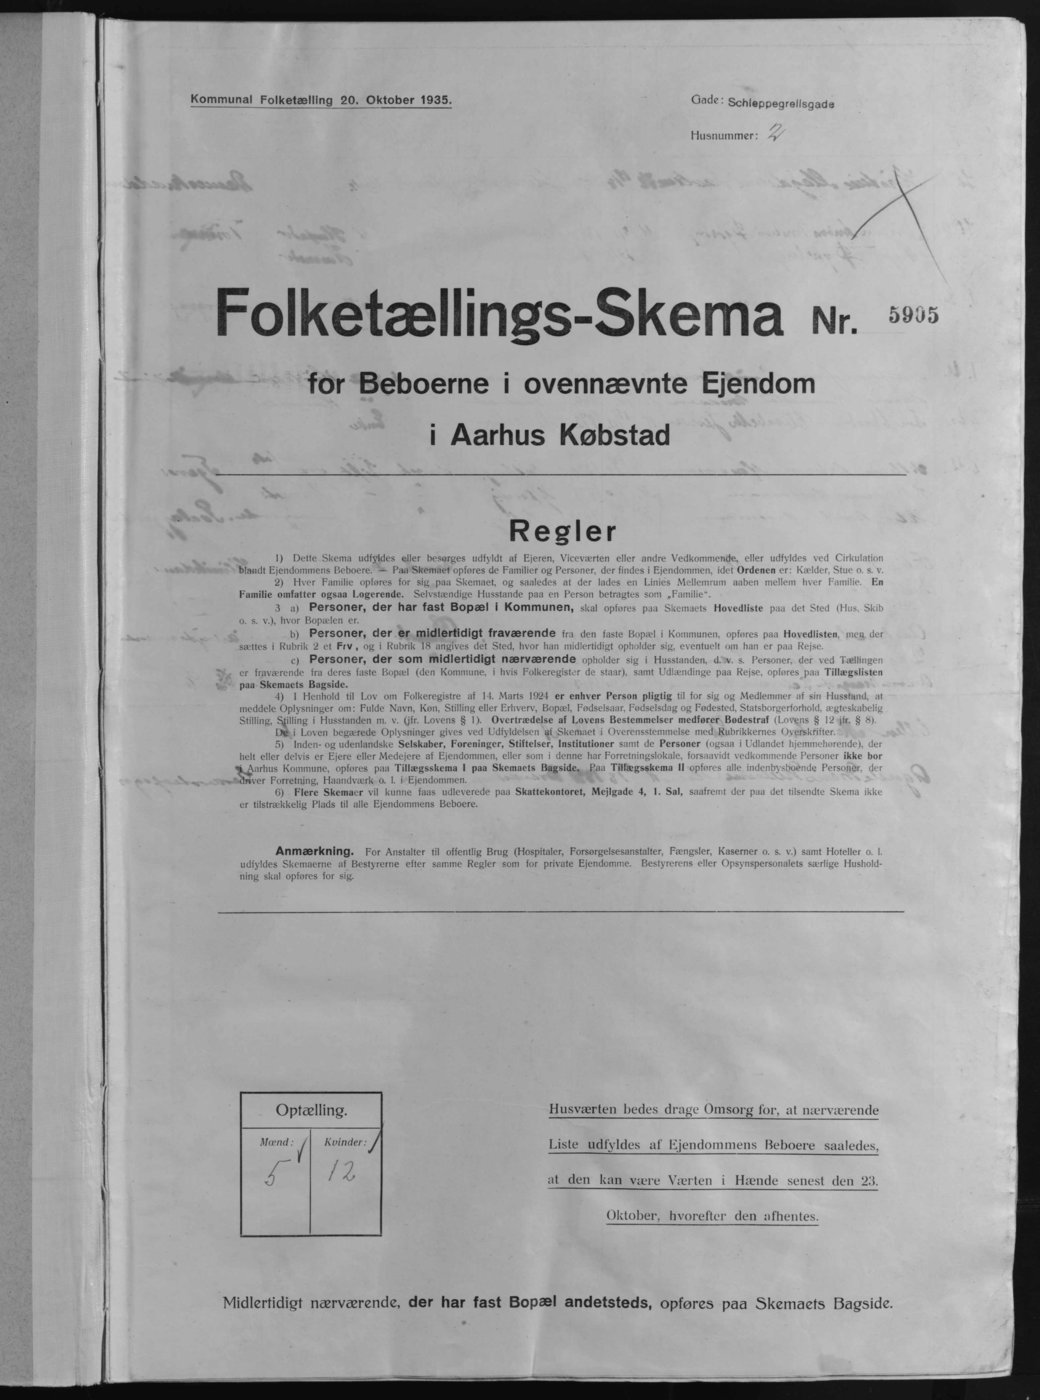 Kommunal Folketælling 20. Oktober 1935.
Gade: Schleppegrellsgade
Husnummer: 2
Folketællings-Skema Nr. 5905
for Beboerne i ovennævnte Ejendom
i Aarhus Købstad
Regler
1) Dette Skema udfyldes eller besørges udfyldt af Ejeren, Viceværten eller andre Vedkommende, eller udfyldes ved Cirkulation
blandt Ejendommens Beboere. — Paa Skemaet opføres de Familier og Personer, der findes i Ejendommen, idet Ordenen er: Kælder, Stue o. s. v.
2) Hver Familie opføres for sig paa Skemaet, og saaledes at der lades en Linies Mellemrum aaben mellem hver Familie. En
Familie omfatter ogsaa Logerende. Selvstændige Husstande paa en Person betragtes som „Familie".
3 a) Personer, der har fast Bopæl i Kommunen, skal opføres paa Skemaets Hovedliste paa det Sted (Hus, Skib
o. s. v.), hvor Bopælen er.
b) Personer, der er midlertidigt fraværende fra den faste Bopæl i Kommunen, opføres paa Hovedlisten, men der
sættes i Rubrik 2 et Frv., og i Rubrik 18 angives det Sted, hvor han midlertidigt opholder sig, eventuelt om han er paa Rejse.
c) Personer, der som midlertidigt nærværende opholder sig i Husstanden, d. v. s. Personer, der ved Tællingen
er fraværende fra deres faste Bopæl (den Kommune, i hvis Folkeregister de staar), samt Udlændinge paa Rejse, opføres paa Tillægslisten
paa Skemaets Bagside.
4) I Henhold til Lov om Folkeregistre af 14. Marts 1924 er enhver Person pligtig til for sig og Medlemmer af sin Husstand, at
meddele Oplysninger om: Fulde Navn, Køn, Stilling eller Erhverv, Bopæl, Fødselsaar, Fødselsdag og Fødested, Statsborgerforhold, ægteskabelig
Stilling, Stilling i Husstanden m. v. (jfr. Lovens § 1). Overtrædelse af Lovens Bestemmelser medfører Bødestraf (Lovens § 12 jfr. § 8).
De i Loven begærede Oplysninger gives ved Udfyldelsen af Skemaet i Overensstemmelse med Rubrikkernes Overskrifter.
5) Inden- og udenlandske Selskaber, Foreninger, Stiftelser, Institutioner samt de Personer (ogsaa i Udlandet hjemmehørende), der
helt eller delvis er Ejere eller Medejere af Ejendommen, eller som i denne har Forretningslokale, forsaavidt vedkommende Personer ikke bor
i Aarhus Kommune, opføres paa Tillægsskema I paa Skemaets Bagside. Paa Tillægsskema II opføres alle indenbysboende Personer, der
driver Forretning, Haandværk o. l. i Ejendommen.
6) Flere Skemaer vil kunne faas udleverede paa Skattekontoret, Mejlgade 4, 1. Sal, saafremt der paa det tilsendte Skema ikke
er tilstrækkelig Plads til alle Ejendommens Beboere.
Anmærkning. For Anstalter til offentlig Brug (Hospitaler, Forsørgelsesanstalter, Fængsler, Kaserner o. s. v.) samt Hoteller o. l.
udfyldes Skemaerne af Bestyrerne efter samme Regler som for private Ejendomme. Bestyrerens eller Opsynspersonalets særlige Hushold-
ning skal opføres for sig.
Optælling.
Mænd: Kvinder:
5 12
Husværten bedes drage Omsorg for, at nærværende
Liste udfyldes af Ejendommens Beboere saaledes,
at den kan være Værten i Hænde senest den 23.
Oktober, hvorefter den afhentes.
Midlertidigt nærværende, der har fast Bopæl andetsteds, opføres paa Skemaets Bagside.